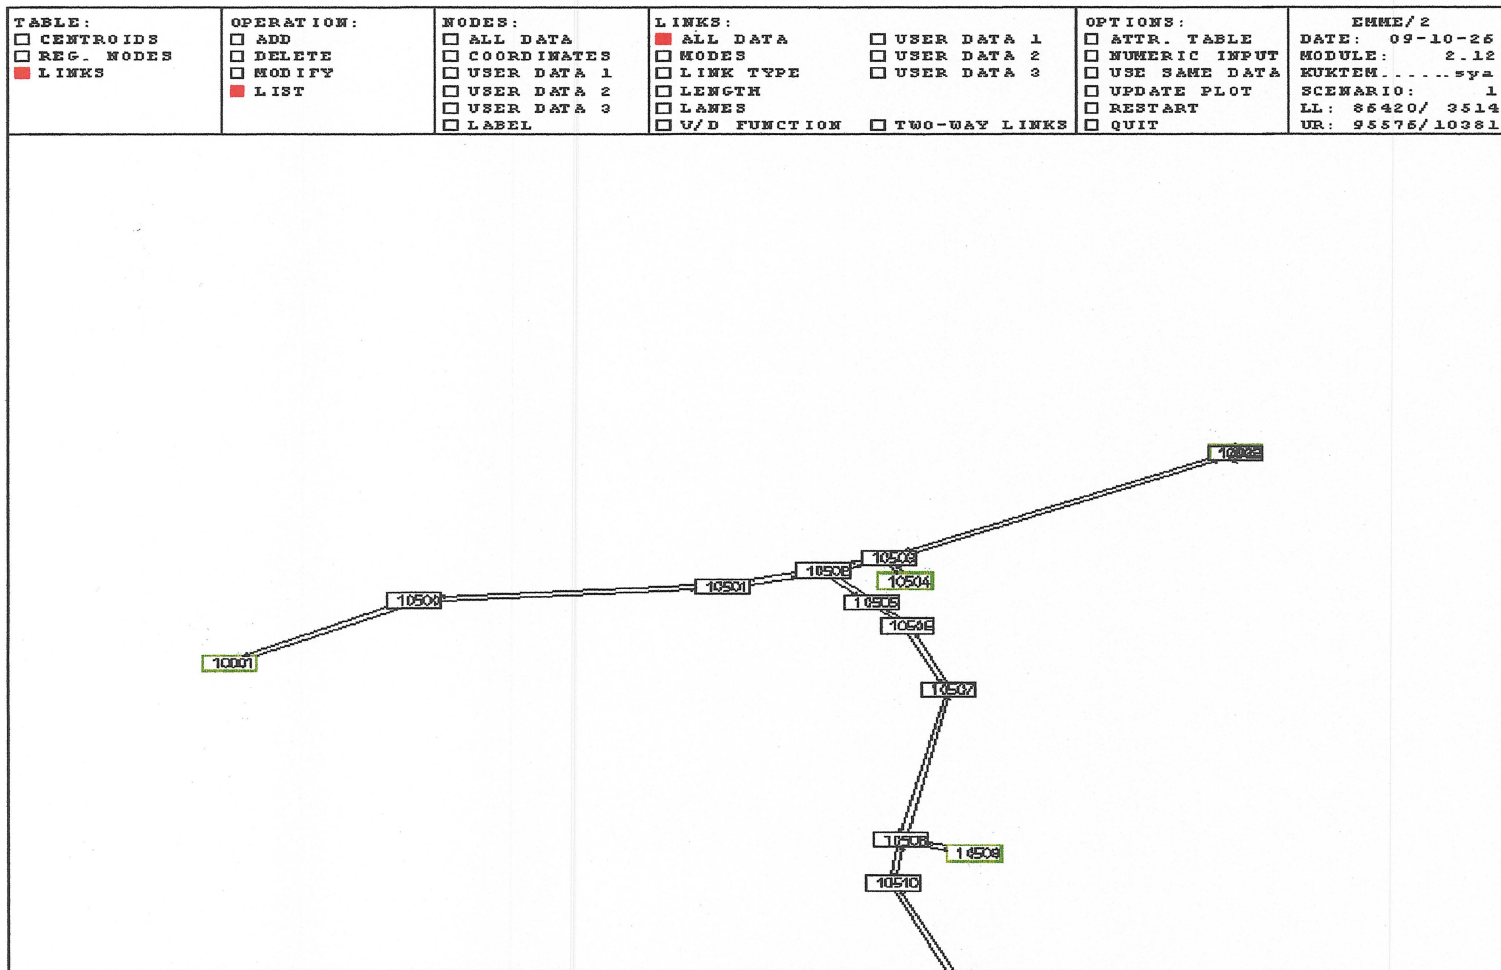 TABLE:
CENTROIDS
REG. NODES
LINKS
OPERATION:
ADD
DELETE
MODIFY
LIST
NODES:
ALL DATA
COORDINATES
USER DATA 1
USER DATA 2
USER DATA 3
LABEL
LINKS:
ALL DATA
MODES
LINK TYPE
LENGTH
LANES
V/D FUNCTION
USER DATA 1
USER DATA 2
USER DATA 3
TWO-WAY LINKS
OPTIONS:
ATTR. TABLE
NUMERIC INPUT
USE SAME DATA
UPDATE PLOT
RESTART
QUIT
EMME/2
DATE: 09-10-26
MODULE: 2.12
KUKTEM.....sya
SCENARIO: 1
LL: 86420/ 3514
UR: 95576/10381
10504
10501
10505
10507
10001
10510